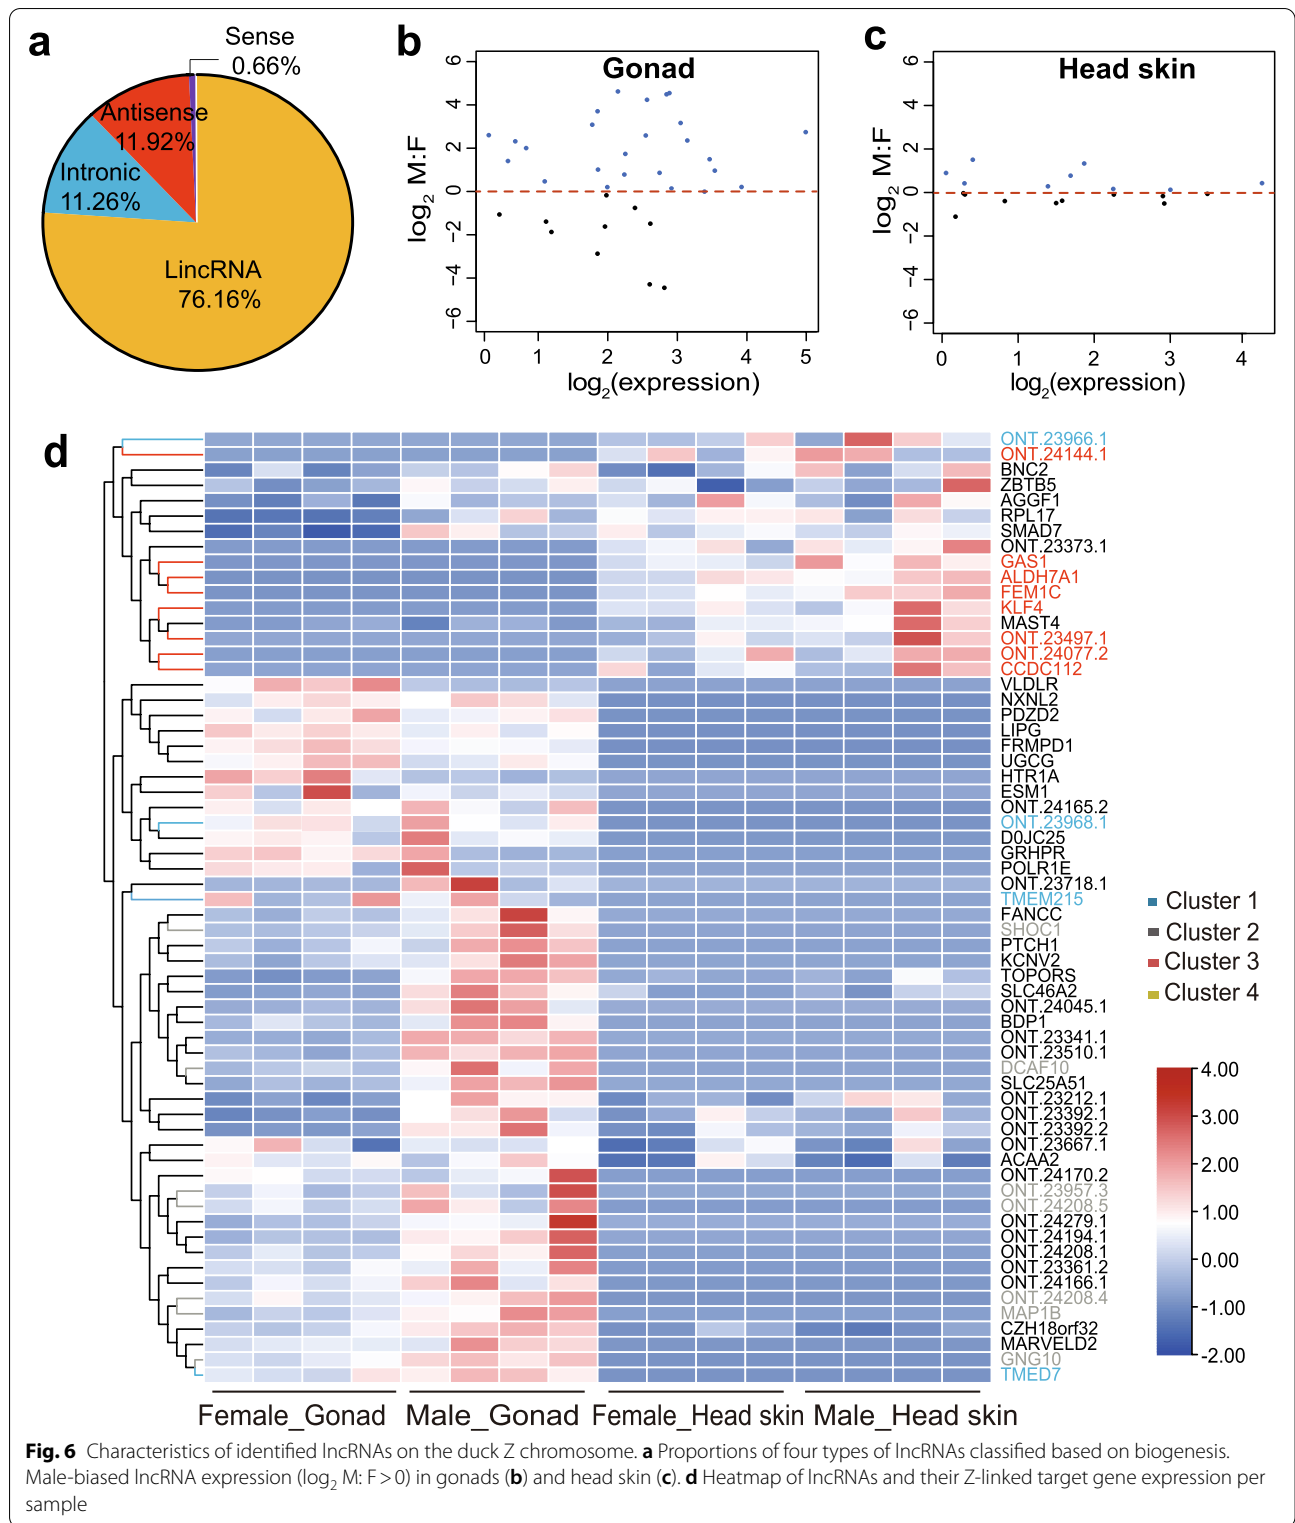 a
Sense
0.66%
Antisense
11.92%
Intronic
11.26%
LincRNA
76.16%
b
Gonad
log2 M:F
6
4
2
0
−2
−4
−6
0 1 2 3 4 5
log2(expression)
c
Head skin
log2 M:F
6
4
2
0
−2
−4
−6
0 1 2 3 4
log2(expression)
d
ONT.23966.1
ONT.24144.1
BNC2
ZBTB5
AGGF1
RPL17
SMAD7
ONT.23373.1
GAS1
ALDH7A1
FEM1C
KLF4
MAST4
ONT.23497.1
ONT.24077.2
CCDC112
VLDLR
NXNL2
PDZD2
LIPG
FRMPD1
UGCG
HTR1A
ESM1
ONT.24165.2
ONT.23968.1
D0JC25
GRHPR
POLR1E
ONT.23718.1
TMEM215
FANCC
SHOC1
PTCH1
KCNV2
TOPORS
SLC46A2
ONT.24045.1
BDP1
ONT.23341.1
ONT.23510.1
DCAF10
SLC25A51
ONT.23212.1
ONT.23392.1
ONT.23392.2
ONT.23667.1
ACAA2
ONT.24170.2
ONT.23957.3
ONT.24208.5
ONT.24279.1
ONT.24194.1
ONT.24208.1
ONT.23361.2
ONT.24166.1
ONT.24208.4
MAP1B
CZH18orf32
MARVELD2
GNG10
TMED7
Cluster 1
Cluster 2
Cluster 3
Cluster 4
4.00
3.00
2.00
1.00
0.00
-1.00
-2.00
Female_Gonad Male_Gonad Female_Head skin Male_Head skin
Fig. 6 Characteristics of identified lncRNAs on the duck Z chromosome. a Proportions of four types of lncRNAs classified based on biogenesis.
Male-biased lncRNA expression (log2 M: F > 0) in gonads (b) and head skin (c). d Heatmap of lncRNAs and their Z-linked target gene expression per
sample